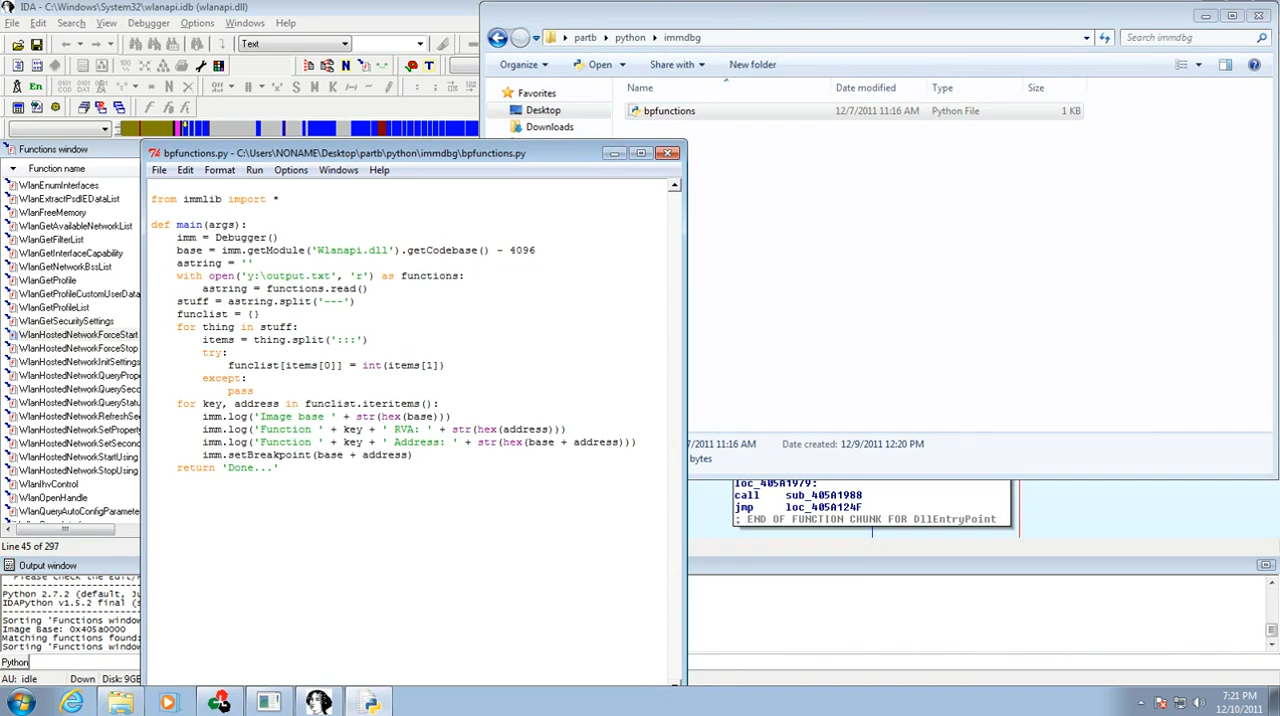 IDA - C:\Windows\System32\wlanapi.idb (wlanapi.dll)
File Edit Search View Debugger Options Windows Help
Text
Functions window
Function name
WlanEnumInterfaces
WlanExtractPsdIEDataList
WlanFreeMemory
WlanGetAvailableNetworkList
WlanGetFilterList
WlanGetInterfaceCapability
WlanGetNetworkBssList
WlanGetProfile
WlanGetProfileCustomUserData
WlanGetProfileList
WlanGetSecuritySettings
WlanHostedNetworkForceStart
WlanHostedNetworkForceStop
WlanHostedNetworkInitSettings
WlanHostedNetworkQueryPrope
WlanHostedNetworkQuerySeco
WlanHostedNetworkQueryStatu
WlanHostedNetworkRefreshSe
WlanHostedNetworkSetProperty
WlanHostedNetworkSetSecond
WlanHostedNetworkStartUsing
WlanHostedNetworkStopUsing
WlanIhvControl
WlanOpenHandle
WlanQueryAutoConfigParamete
Line 45 of 297
Output window
Python 2.7.2 (default, Ju
IDAPython v1.5.2 final (s
Sorting 'Functions window
Image Base: 0x405a0000
Matching functions found:
Sorting 'Functions window
Python
AU: idle Down Disk: 9GB
partb python immdbg
Search immdbg
Organize Open Share with New folder
Favorites
Desktop
Downloads
Name Date modified Type Size
bpfunctions 12/7/2011 11:16 AM Python File 1 KB
7/2011 11:16 AM Date created: 12/9/2011 12:20 PM
bytes
bpfunctions.py - C:\Users\NONAME\Desktop\partb\python\immdbg\bpfunctions.py
File Edit Format Run Options Windows Help
from immlib import *
def main(args):
imm = Debugger()
base = imm.getModule('Wlanapi.dll').getCodebase() - 4096
astring = ''
with open('y:\output.txt', 'r') as functions:
astring = functions.read()
stuff = astring.split('---')
funclist = {}
for thing in stuff:
items = thing.split(':::')
try:
funclist[items[0]] = int(items[1])
except:
pass
for key, address in funclist.iteritems():
imm.log('Image base ' + str(hex(base)))
imm.log('Function ' + key + ' RVA: ' + str(hex(address)))
imm.log('Function ' + key + ' Address: ' + str(hex(base + address)))
imm.setBreakpoint(base + address)
return 'Done...'
loc_405A1979:
call sub_405A1988
jmp loc_405A124F
; END OF FUNCTION CHUNK FOR DllEntryPoint
7:21 PM
12/10/2011